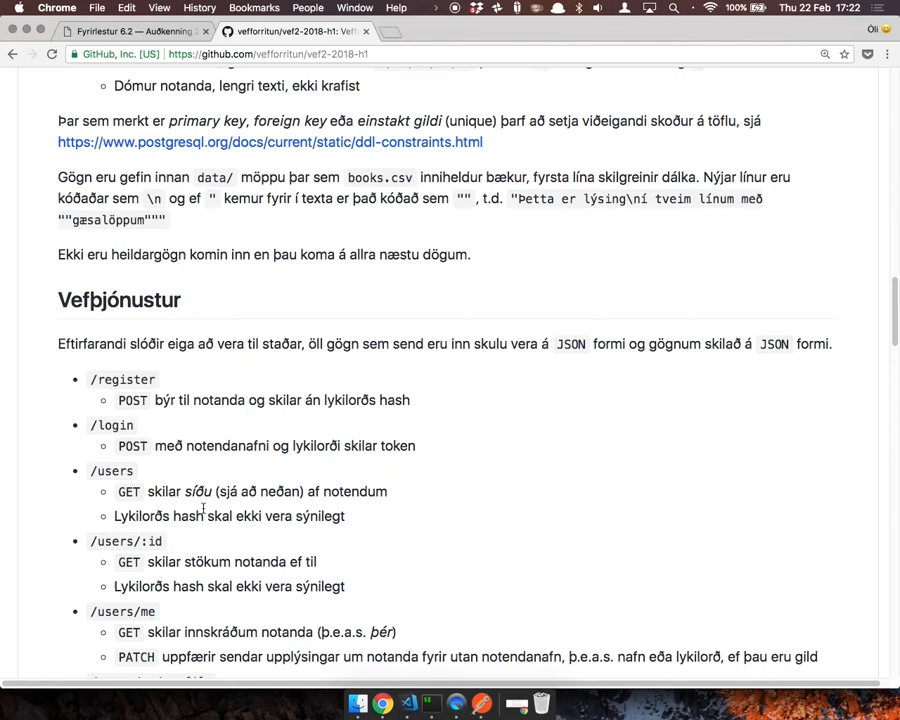 Chrome File Edit View History Bookmarks People Window Help 100% Thu 22 Feb 17:22
Fyrirlestur 6.2 — Auðkenning vefforritun/vef2-2018-h1: Vef Óli
GitHub, Inc. [US] https://github.com/vefforritun/vef2-2018-h1
Dómur notanda, lengri texti, ekki krafist
Þar sem merkt er primary key, foreign key eða einstakt gildi (unique) þarf að setja viðeigandi skoður á töflu, sjá
https://www.postgresql.org/docs/current/static/ddl-constraints.html
Gögn eru gefin innan data/ möppu þar sem books.csv inniheldur bækur, fyrsta lína skilgreinir dálka. Nýjar línur eru
kóðaðar sem \n og ef " kemur fyrir í texta er það kóðað sem "" , t.d. "Þetta er lýsing\ní tveim línum með
""gæsalöppum"""
Ekki eru heildargögn komin inn en þau koma á allra næstu dögum.
Vefþjónustur
Eftirfarandi slóðir eiga að vera til staðar, öll gögn sem send eru inn skulu vera á JSON formi og gögnum skilað á JSON formi.
/register
POST býr til notanda og skilar án lykilorðs hash
/login
POST með notendanafni og lykilorði skilar token
/users
GET skilar síðu (sjá að neðan) af notendum
Lykilorðs hash skal ekki vera sýnilegt
/users/:id
GET skilar stökum notanda ef til
Lykilorðs hash skal ekki vera sýnilegt
/users/me
GET skilar innskráðum notanda (þ.e.a.s. þér)
PATCH uppfærir sendar upplýsingar um notanda fyrir utan notendanafn, þ.e.a.s. nafn eða lykilorð, ef þau eru gild